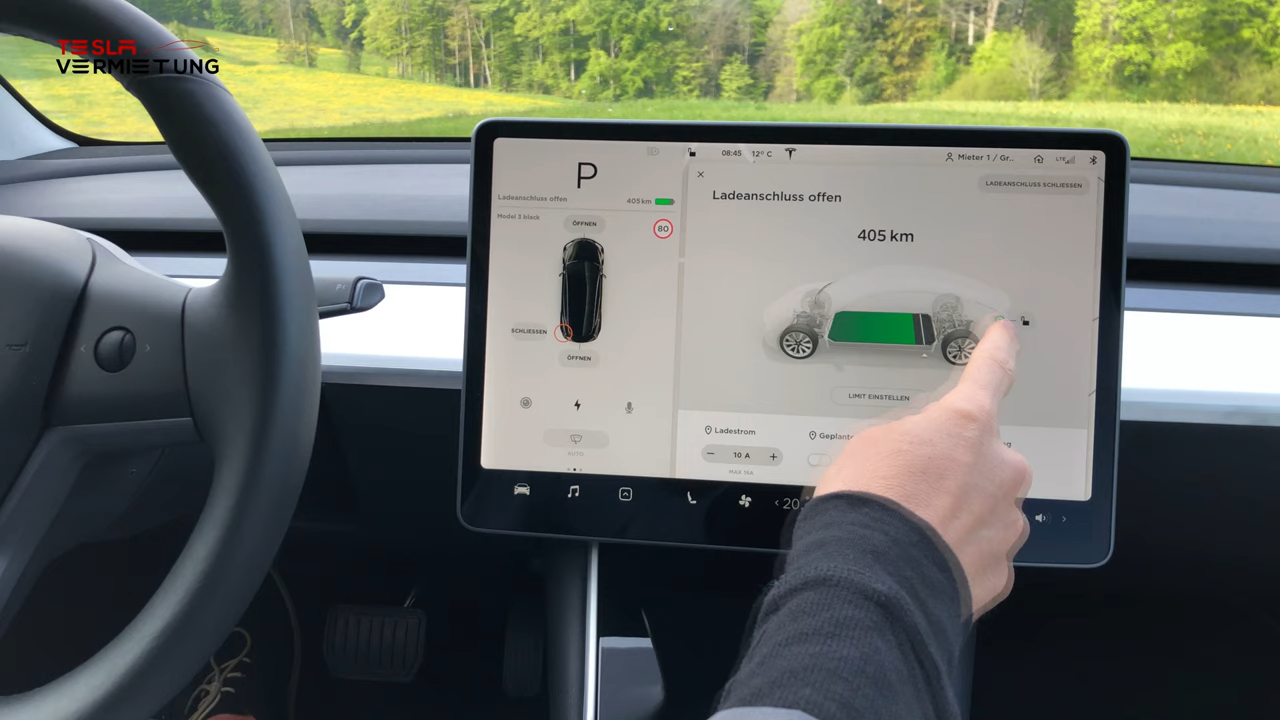 TESLA
VERMIETUNG
P
08:45 12° C
Mieter 1 / Gr...
LTE
Ladeanschluss offen 405 km
Model 3 black
ÖFFNEN
80
SCHLIESSEN
ÖFFNEN
AUTO
LADEANSCHLUSS SCHLIESSEN
Ladeanschluss offen
405 km
LIMIT EINSTELLEN
Ladestrom
10 A
MAX 16A
Geplant
20